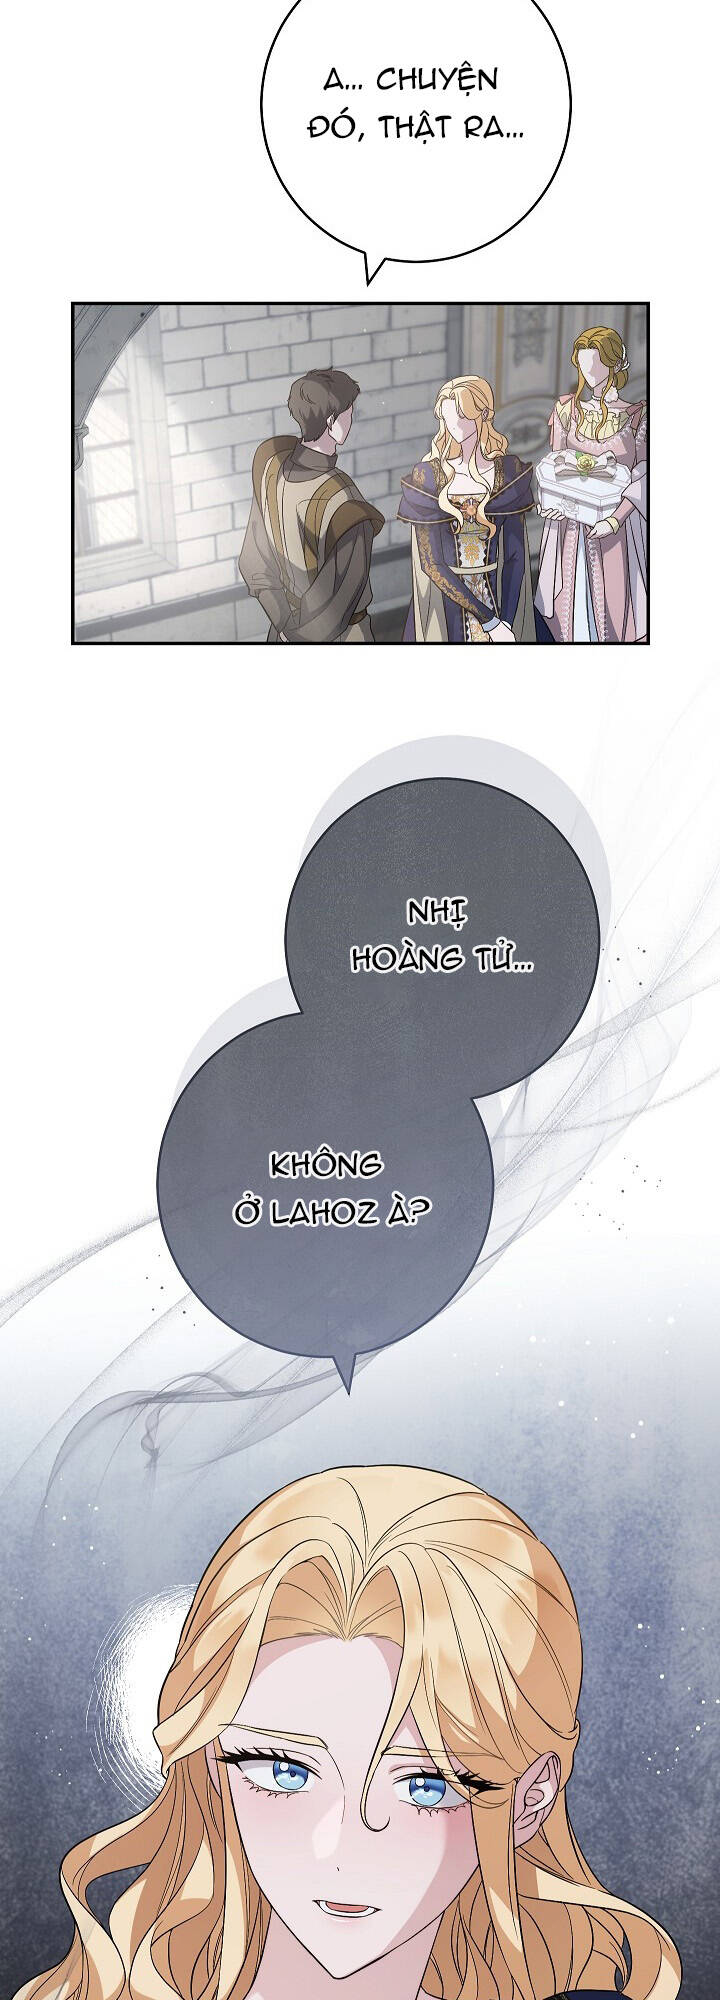 A... CHUYỆN
ĐÓ, THẬT RA...
NHỊ
HOÀNG TỬ...
KHÔNG
Ở LAHOZ À?